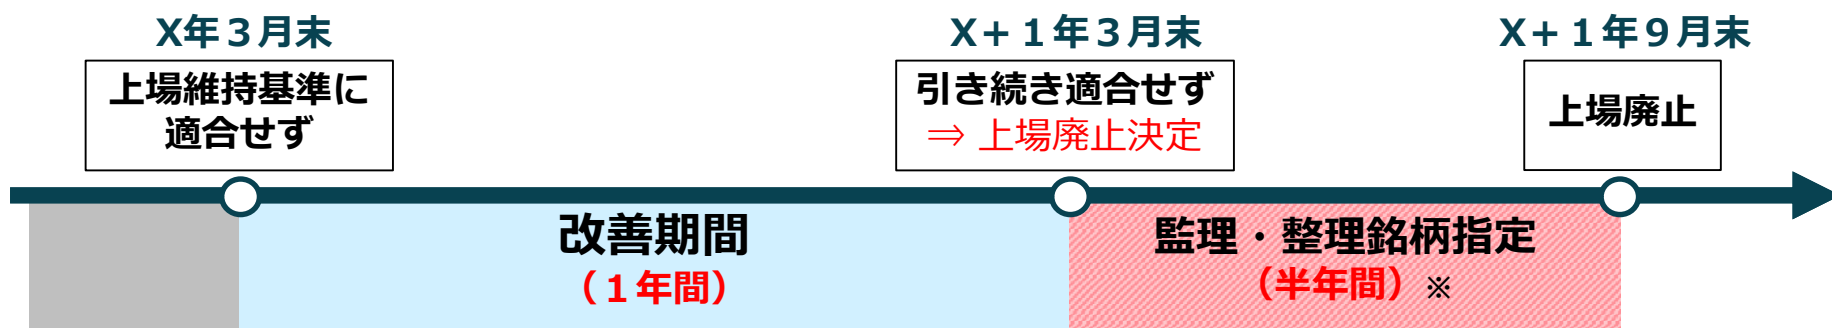 X年３月末
上場維持基準に
適合せず
X+１年３月末
引き続き適合せず
⇒ 上場廃止決定
X+１年９月末
上場廃止
改善期間
（１年間）
監理・整理銘柄指定
（半年間）※